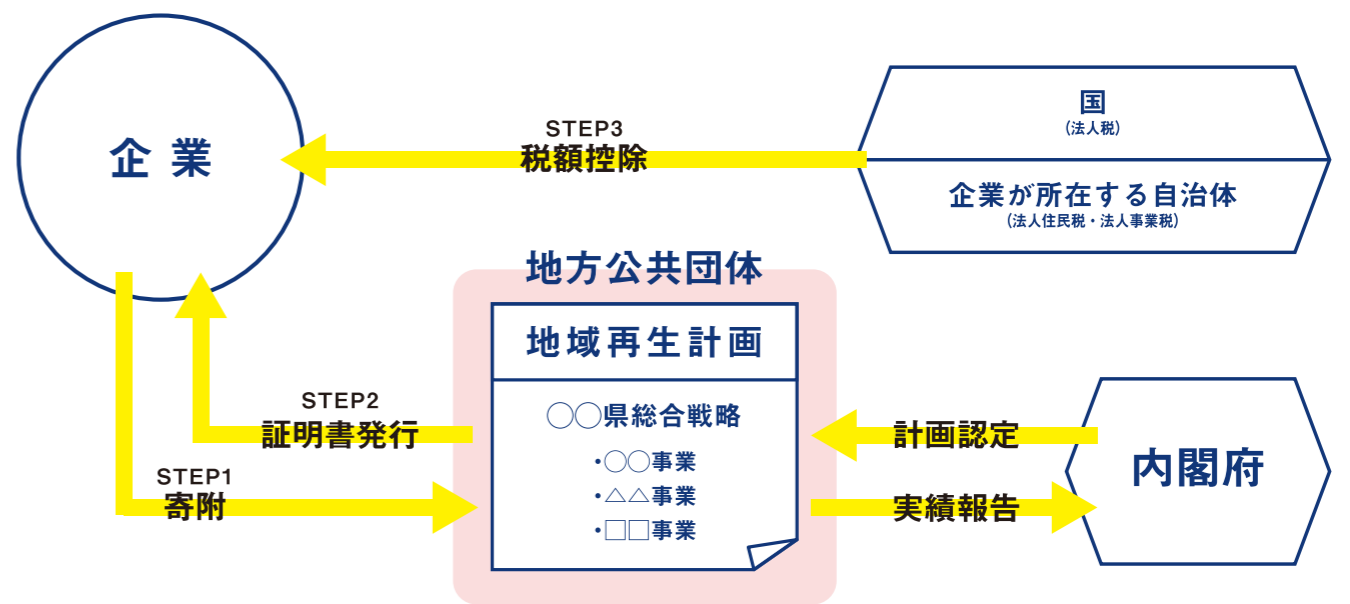 企業
STEP3
税額控除
国
(法人税)
企業が所在する自治体
(法人住民税・法人事業税)
地方公共団体
地域再生計画
◯◯県総合戦略
・◯◯事業
・△△事業
・□□事業
STEP2
証明書発行
STEP1
寄附
計画認定
実績報告
内閣府